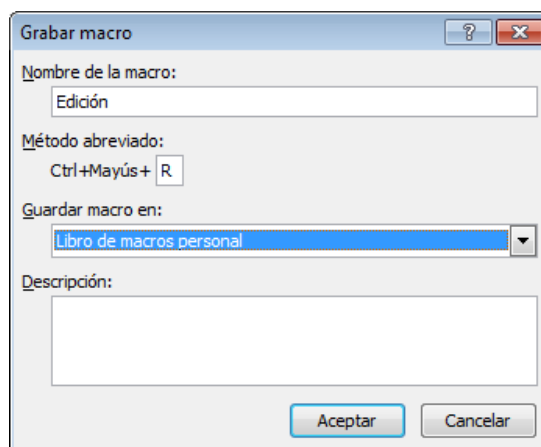 Grabar macro
Nombre de la macro:
Edición
Método abreviado:
Ctrl+Mayús+ R
Guardar macro en:
Libro de macros personal
Descripción:
Aceptar Cancelar